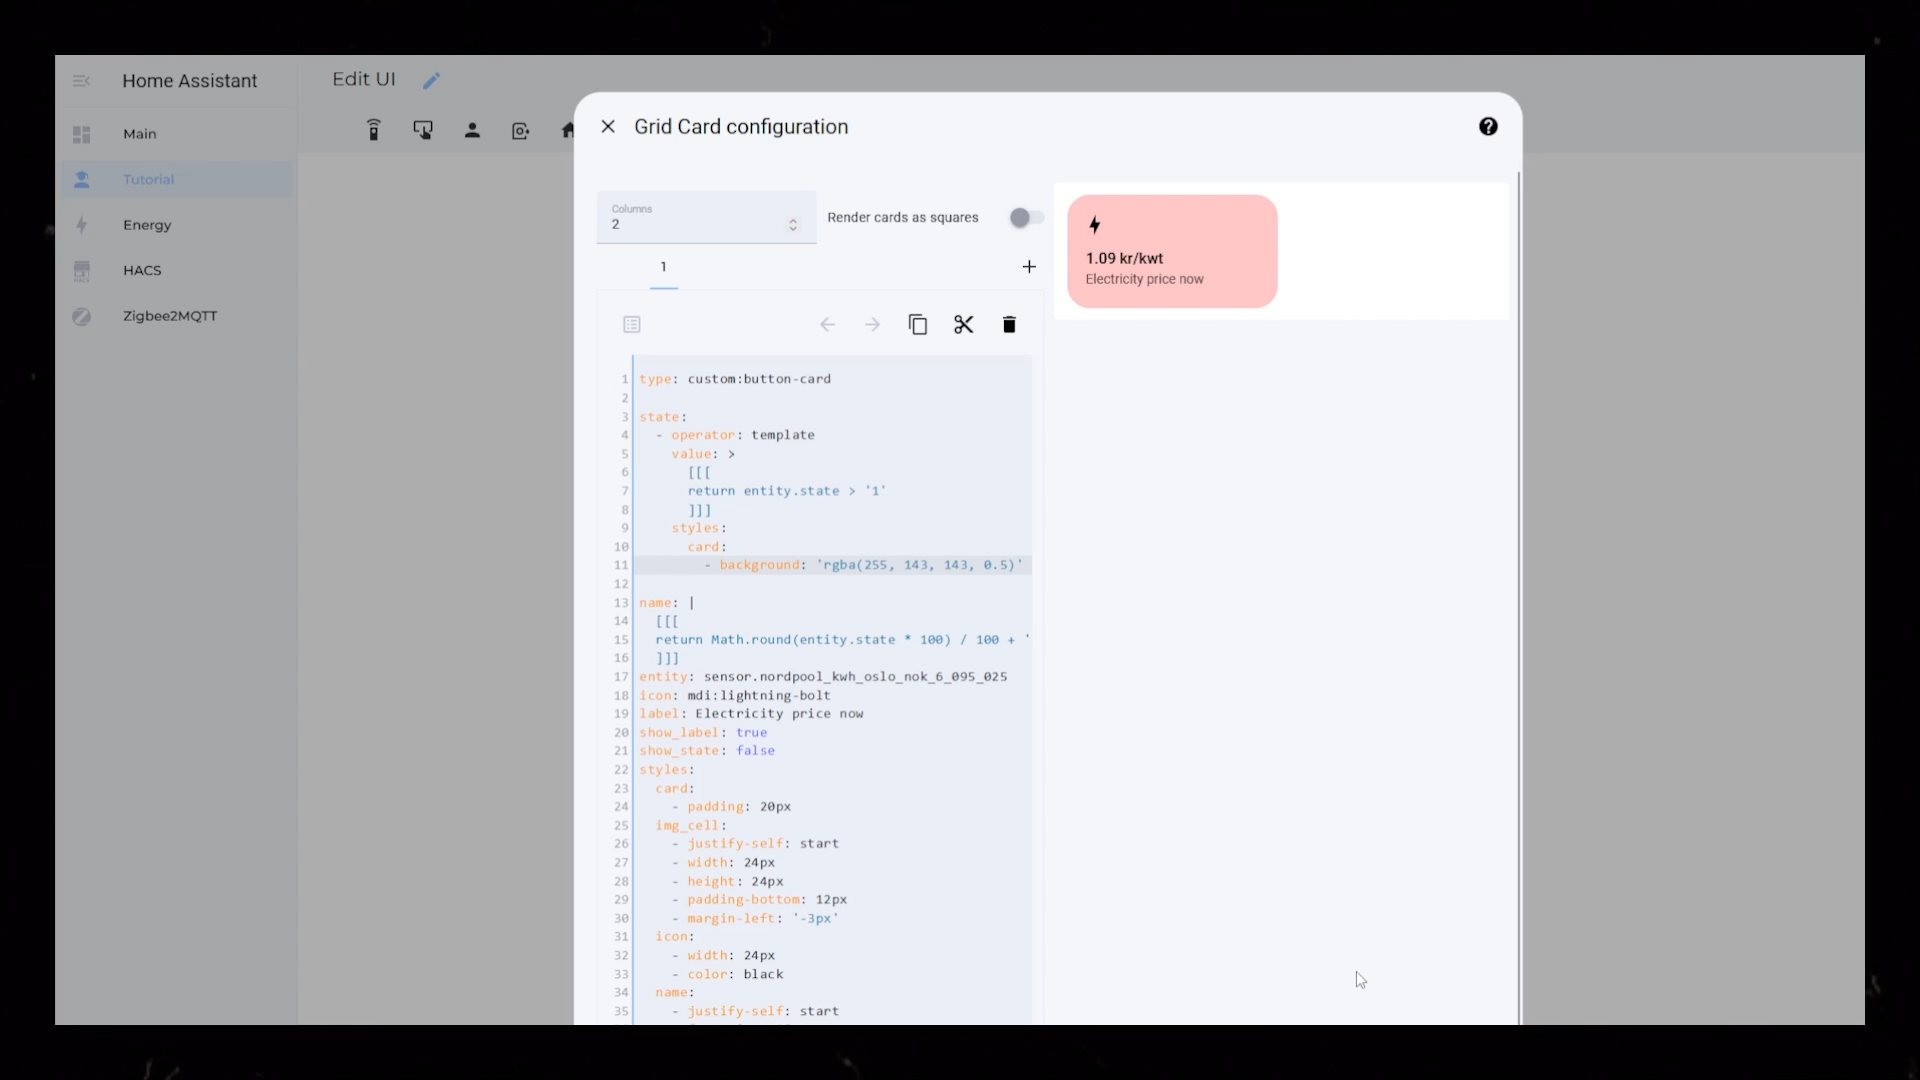 Home Assistant
Edit UI
Main
Tutorial
Energy
HACS
Zigbee2MQTT
Grid Card configuration
Columns
2
Render cards as squares
1
1.09 kr/kwt
Electricity price now
1 type: custom:button-card
2
3 state:
4 - operator: template
5 value: >
6 [[[
7 return entity.state > '1'
8 ]]]
9 styles:
10 card:
11 - background: 'rgba(255, 143, 143, 0.5)'
12
13 name: |
14 [[[
15 return Math.round(entity.state * 100) / 100 + '
16 ]]]
17 entity: sensor.nordpool_kwh_oslo_nok_6_095_025
18 icon: mdi:lightning-bolt
19 label: Electricity price now
20 show_label: true
21 show_state: false
22 styles:
23 card:
24 - padding: 20px
25 img_cell:
26 - justify-self: start
27 - width: 24px
28 - height: 24px
29 - padding-bottom: 12px
30 - margin-left: '-3px'
31 icon:
32 - width: 24px
33 - color: black
34 name:
35 - justify-self: start